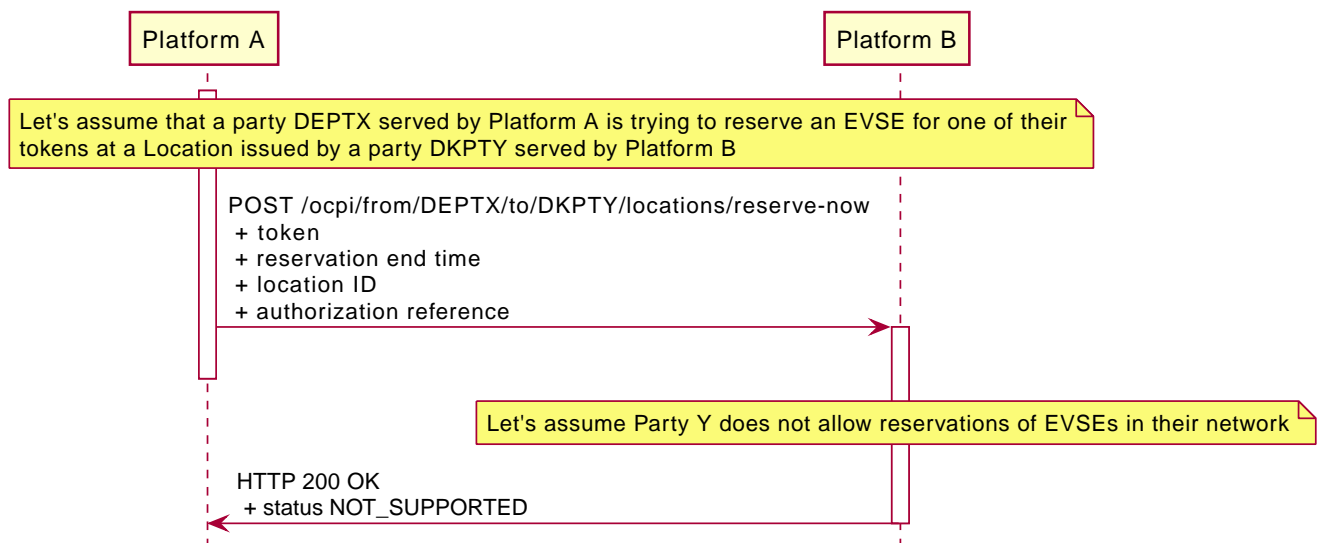 Platform A
Platform B
Let's assume that a party DEPTX served by Platform A is trying to reserve an EVSE for one of their
tokens at a Location issued by a party DKPTY served by Platform B
POST /ocpi/from/DEPTX/to/DKPTY/locations/reserve-now
+ token
+ reservation end time
+ location ID
+ authorization reference
Let's assume Party Y does not allow reservations of EVSEs in their network
HTTP 200 OK
+ status NOT_SUPPORTED